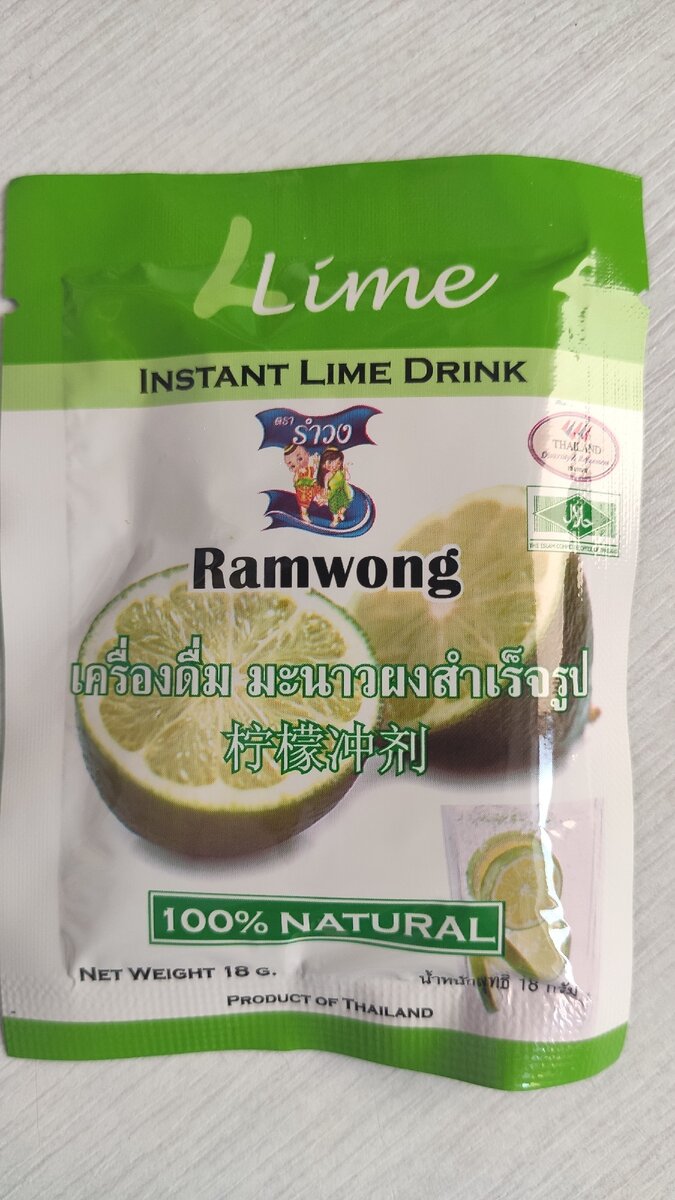 Lime
INSTANT LIME DRINK
ตรา
รำวง
THAILAND
Diversity & Refinement
Ramwong
เครื่องดื่ม มะนาวผงสำเร็จรูป
柠檬冲剂
100% NATURAL
NET WEIGHT 18 G.
น้ำหนักสุทธิ 18 กรัม
PRODUCT OF THAILAND